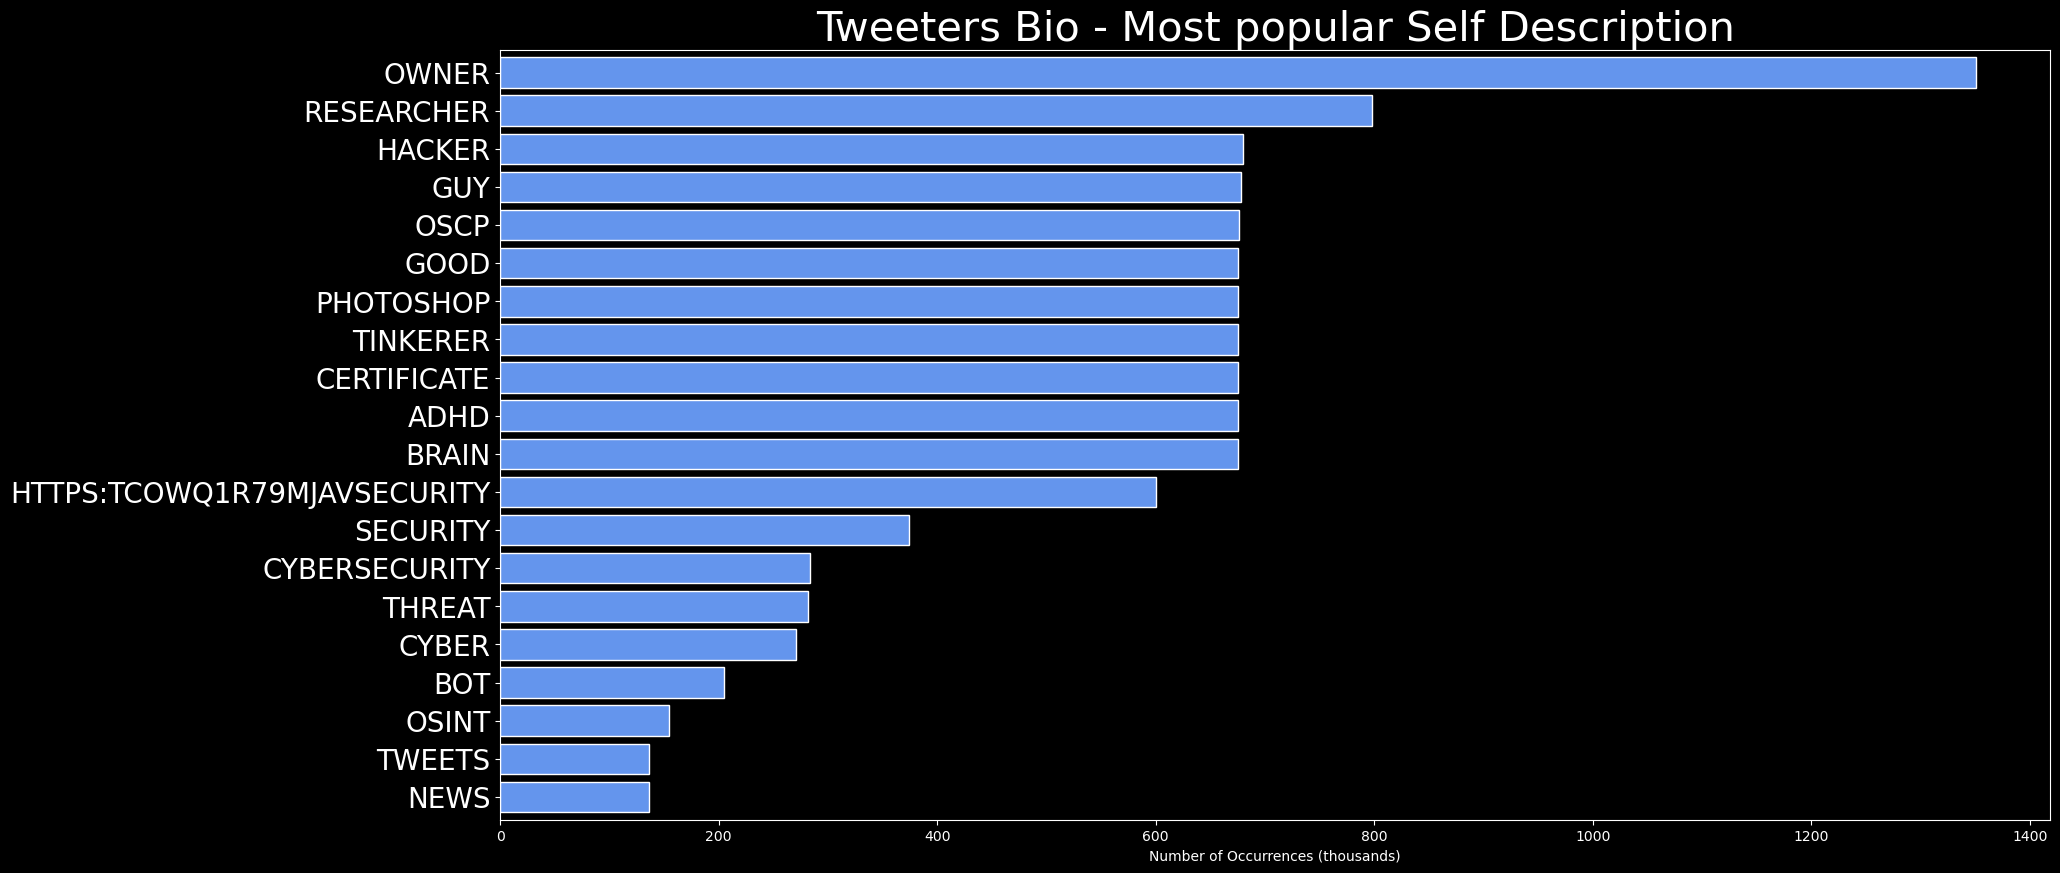 Tweeters Bio - Most popular Self Description
OWNER
RESEARCHER
HACKER
GUY
OSCP
GOOD
PHOTOSHOP
TINKERER
CERTIFICATE
ADHD
BRAIN
HTTPS:TCOWQ1R79MJAVSECURITY
SECURITY
CYBERSECURITY
THREAT
CYBER
BOT
OSINT
TWEETS
NEWS
0 200 400 600 800 1000 1200 1400
Number of Occurrences (thousands)